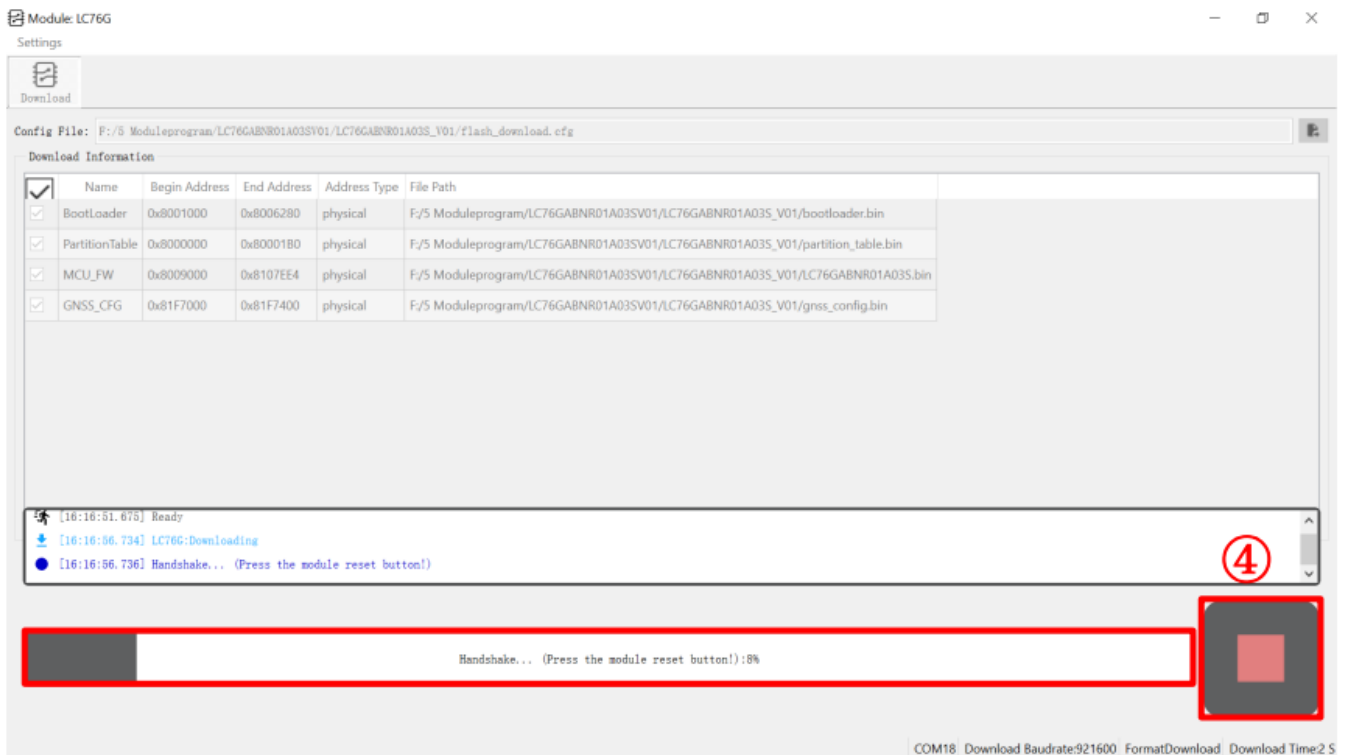 Module: LC76G
Settings
Download
Config File: F:/5 Moduleprogram/LC76GABNR01A03SV01/LC76GABNR01A03S_V01/flash_download.cfg
Download Information
Name Begin Address End Address Address Type File Path
BootLoader 0x8001000 0x8006280 physical F:/5 Moduleprogram/LC76GABNR01A03SV01/LC76GABNR01A03S_V01/bootloader.bin
PartitionTable 0x8000000 0x80001B0 physical F:/5 Moduleprogram/LC76GABNR01A03SV01/LC76GABNR01A03S_V01/partition_table.bin
MCU_FW 0x8009000 0x8107EE4 physical F:/5 Moduleprogram/LC76GABNR01A03SV01/LC76GABNR01A03S_V01/LC76GABNR01A03S.bin
GNSS_CFG 0x81F7000 0x81F7400 physical F:/5 Moduleprogram/LC76GABNR01A03SV01/LC76GABNR01A03S_V01/gnss_config.bin
[16:16:51.675] Ready
[16:16:56.734] LC76G:Downloading
[16:16:56.736] Handshake... (Press the module reset button!)
④
Handshake... (Press the module reset button!):8%
COM18 Download Baudrate:921600 FormatDownload Download Time:2 S